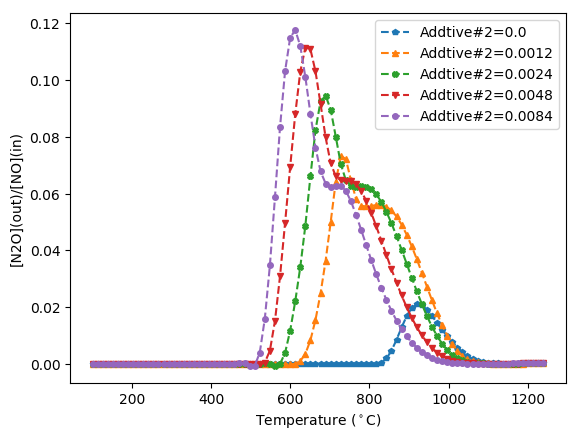 0.12
0.10
0.08
0.06
0.04
0.02
0.00
[N2O](out)/[NO](in)
Addtive#2=0.0
Addtive#2=0.0012
Addtive#2=0.0024
Addtive#2=0.0048
Addtive#2=0.0084
200 400 600 800 1000 1200
Temperature (°C)